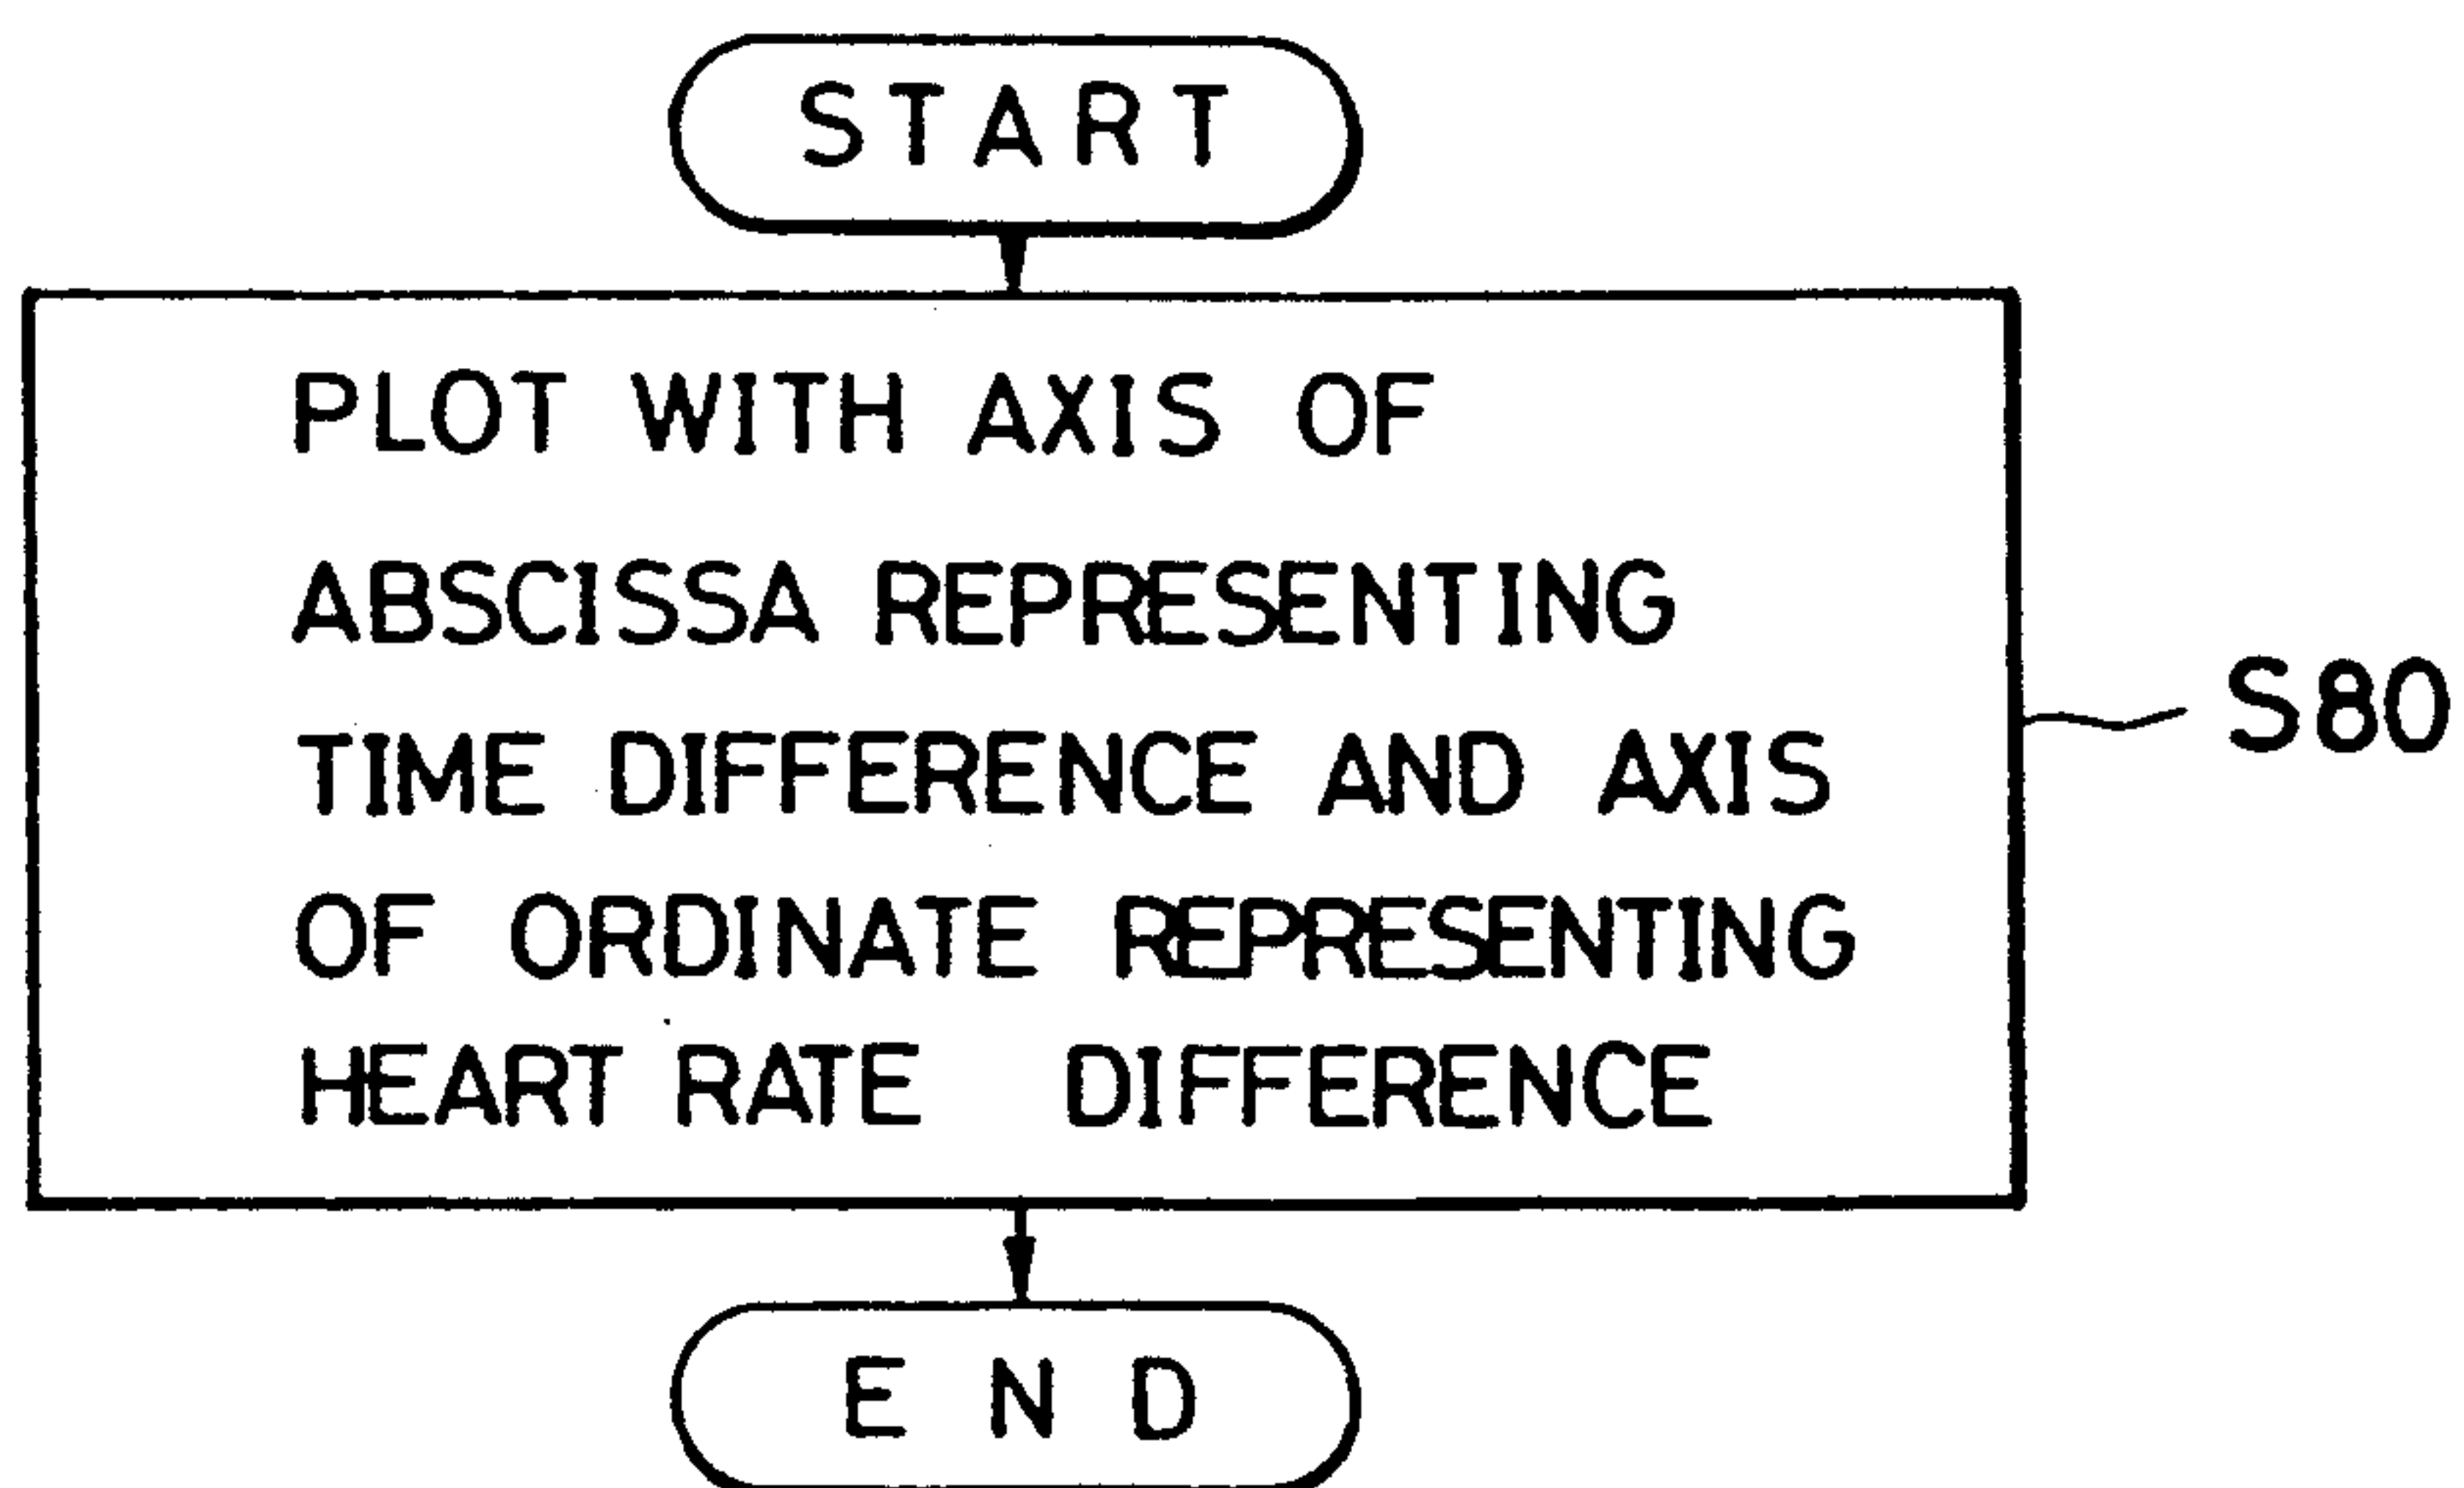 START
PLOT WITH AXIS OF
ABSCISSA REPRESENTING
TIME DIFFERENCE AND AXIS
OF ORDINATE REPRESENTING
HEART RATE DIFFERENCE
S80
END